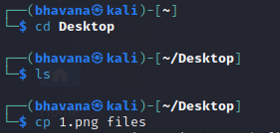 ┌──(bhavana㉿kali)-[~]
└─$ cd Desktop
┌──(bhavana㉿kali)-[~/Desktop]
└─$ ls
┌──(bhavana㉿kali)-[~/Desktop]
└─$ cp 1.png files